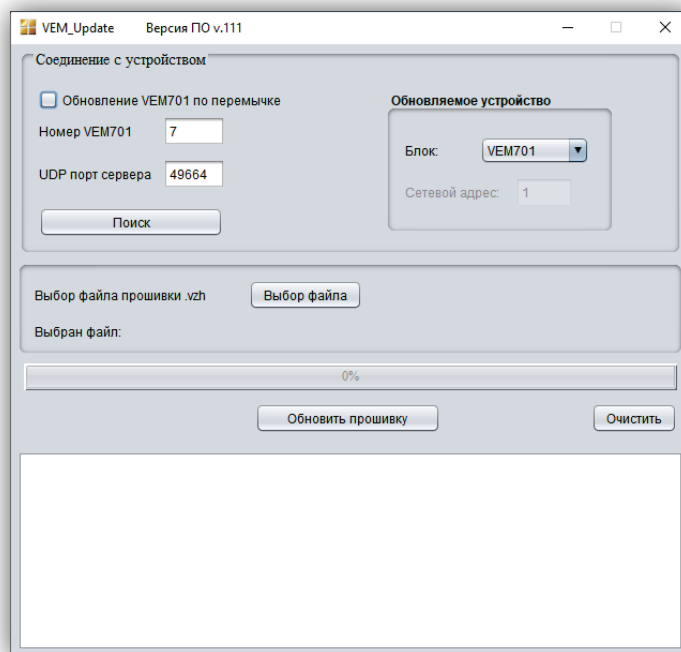 VEM_Update Версия ПО v.111
Соединение с устройством
Обновление VEM701 по перемычке
Номер VEM701 7
UDP порт сервера 49664
Поиск
Обновляемое устройство
Блок: VEM701
Сетевой адрес: 1
Выбор файла прошивки .vzh Выбор файла
Выбран файл:
0%
Обновить прошивку Очистить